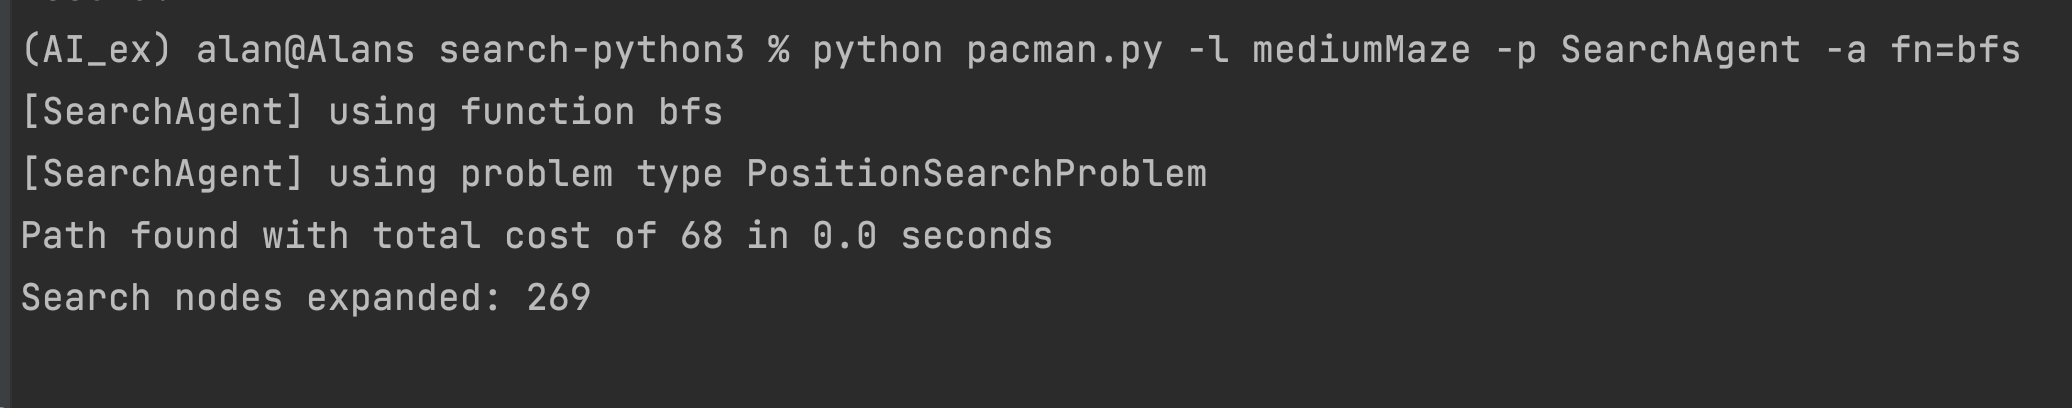 (AI_ex) alan@Alans search-python3 % python pacman.py -l mediumMaze -p SearchAgent -a fn=bfs
[SearchAgent] using function bfs
[SearchAgent] using problem type PositionSearchProblem
Path found with total cost of 68 in 0.0 seconds
Search nodes expanded: 269